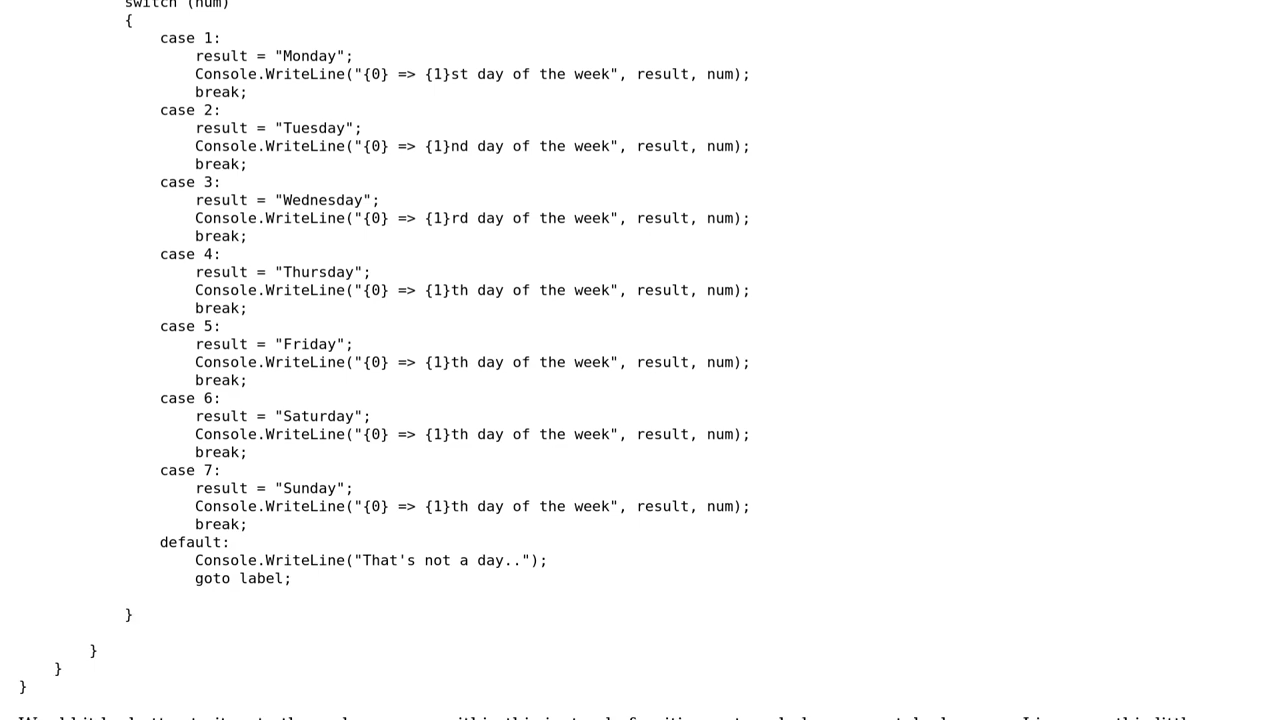 switch (num)
{
case 1:
result = "Monday";
Console.WriteLine("{0} => {1}st day of the week", result, num);
break;
case 2:
result = "Tuesday";
Console.WriteLine("{0} => {1}nd day of the week", result, num);
break;
case 3:
result = "Wednesday";
Console.WriteLine("{0} => {1}rd day of the week", result, num);
break;
case 4:
result = "Thursday";
Console.WriteLine("{0} => {1}th day of the week", result, num);
break;
case 5:
result = "Friday";
Console.WriteLine("{0} => {1}th day of the week", result, num);
break;
case 6:
result = "Saturday";
Console.WriteLine("{0} => {1}th day of the week", result, num);
break;
case 7:
result = "Sunday";
Console.WriteLine("{0} => {1}th day of the week", result, num);
break;
default:
Console.WriteLine("That's not a day..");
goto label;
}
}
}
}